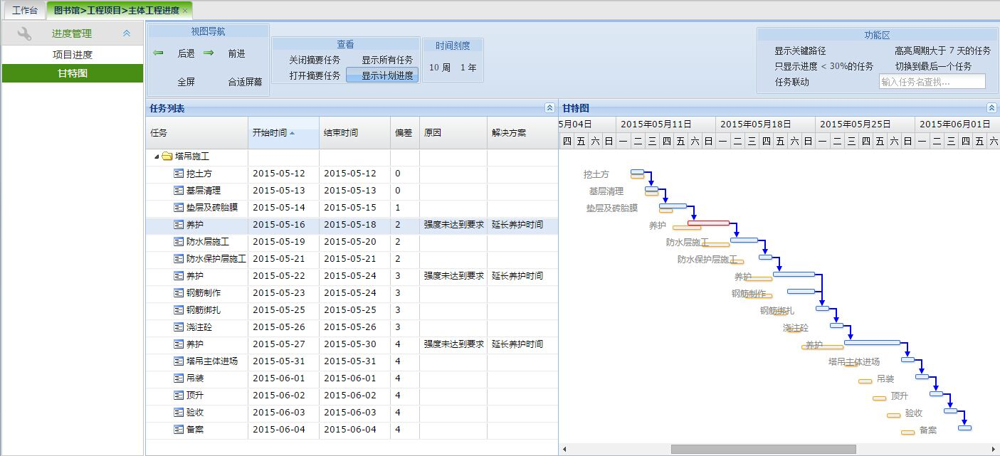 工作台
图书馆>工程项目>主体工程进度 ×
进度管理
项目进度
甘特图
视图导航
后退 前进
全屏 合适屏幕
查看
关闭摘要任务 显示所有任务
打开摘要任务 显示计划进度
时间刻度
10 周 1 年
功能区
显示关键路径 高亮周期大于 7 天的任务
只显示进度 < 30%的任务 切换到最后一个任务
任务联动 输入任务名查找...
任务列表
任务 开始时间 结束时间 偏差 原因 解决方案
塔吊施工
挖土方 2015-05-12 2015-05-12 0
基层清理 2015-05-13 2015-05-13 0
垫层及砖胎膜 2015-05-14 2015-05-15 1
养护 2015-05-16 2015-05-18 2 强度未达到要求 延长养护时间
防水层施工 2015-05-19 2015-05-20 2
防水保护层施工 2015-05-21 2015-05-21 2
养护 2015-05-22 2015-05-24 3 强度未达到要求 延长养护时间
钢筋制作 2015-05-23 2015-05-24 3
钢筋绑扎 2015-05-25 2015-05-25 3
浇注砼 2015-05-26 2015-05-26 3
养护 2015-05-27 2015-05-30 4 强度未达到要求 延长养护时间
塔吊主体进场 2015-05-31 2015-05-31 4
吊装 2015-06-01 2015-06-01 4
顶升 2015-06-02 2015-06-02 4
验收 2015-06-03 2015-06-03 4
备案 2015-06-04 2015-06-04 4
甘特图
5月04日 2015年05月11日 2015年05月18日 2015年05月25日 2015年06月01日
四 五 六 日 一 二 三 四 五 六 日 一 二 三 四 五 六 日 一 二 三 四 五 六 日 一 二 三 四 五 六
挖土方
基层清理
垫层及砖胎膜
养护
防水层施工
防水保护层施工
养护
钢筋制作
钢筋绑扎
浇注砼
养护
塔吊主体进场
吊装
顶升
验收
备案